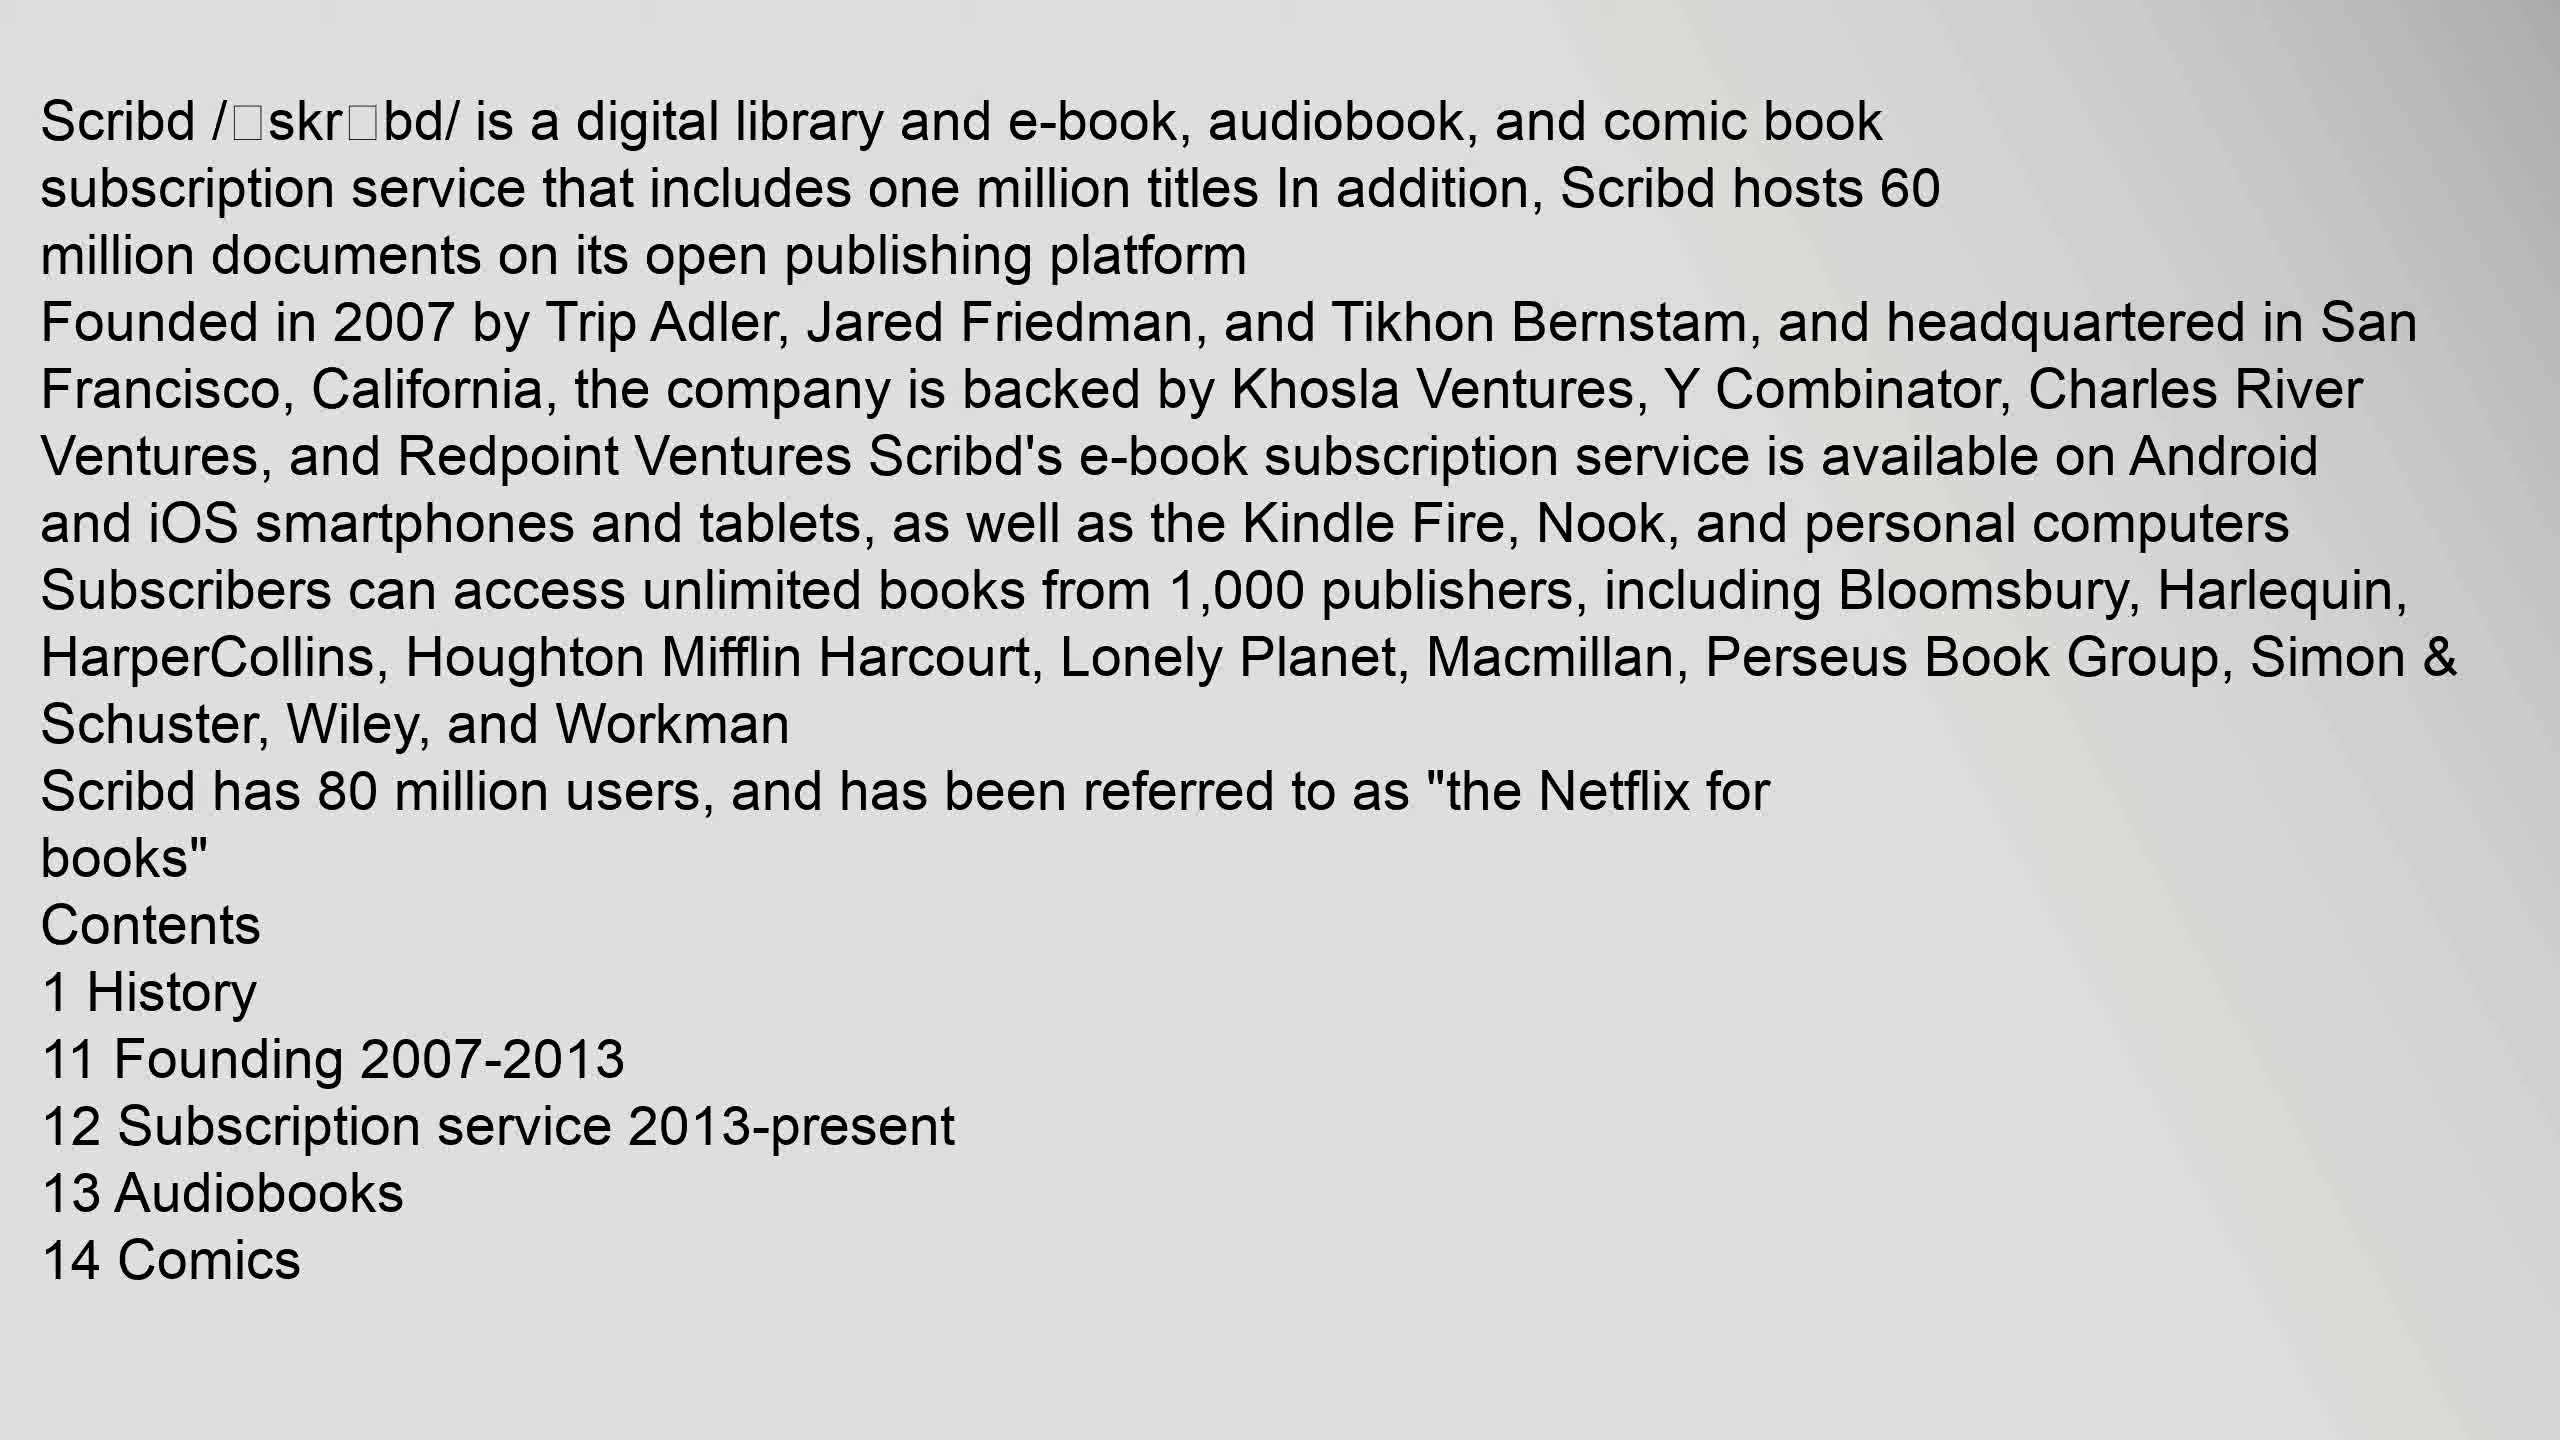 Scribd /□skr□bd/ is a digital library and e-book, audiobook, and comic book
subscription service that includes one million titles In addition, Scribd hosts 60
million documents on its open publishing platform
Founded in 2007 by Trip Adler, Jared Friedman, and Tikhon Bernstam, and headquartered in San
Francisco, California, the company is backed by Khosla Ventures, Y Combinator, Charles River
Ventures, and Redpoint Ventures Scribd's e-book subscription service is available on Android
and iOS smartphones and tablets, as well as the Kindle Fire, Nook, and personal computers
Subscribers can access unlimited books from 1,000 publishers, including Bloomsbury, Harlequin,
HarperCollins, Houghton Mifflin Harcourt, Lonely Planet, Macmillan, Perseus Book Group, Simon &
Schuster, Wiley, and Workman
Scribd has 80 million users, and has been referred to as "the Netflix for
books"
Contents
1 History
11 Founding 2007-2013
12 Subscription service 2013-present
13 Audiobooks
14 Comics